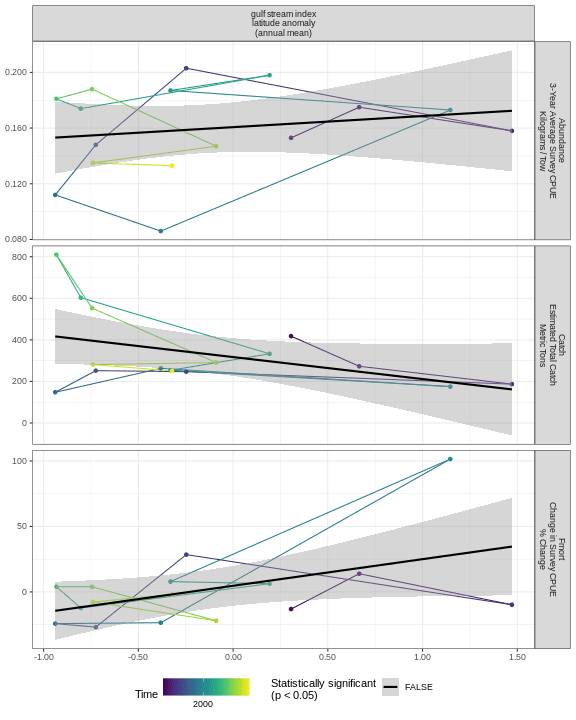 gulf stream index
latitude anomaly
(annual mean)
0.200
0.160
0.120
0.080
Abundance
3-Year Average Survey CPUE
Kilograms / Tow
800
600
400
200
0
Catch
Estimated Total Catch
Metric Tons
100
50
0
Fmort
Change in Survey CPUE
% Change
-1.00 -0.50 0.00 0.50 1.00 1.50
Time
2000
Statistically significant
(p < 0.05)
FALSE